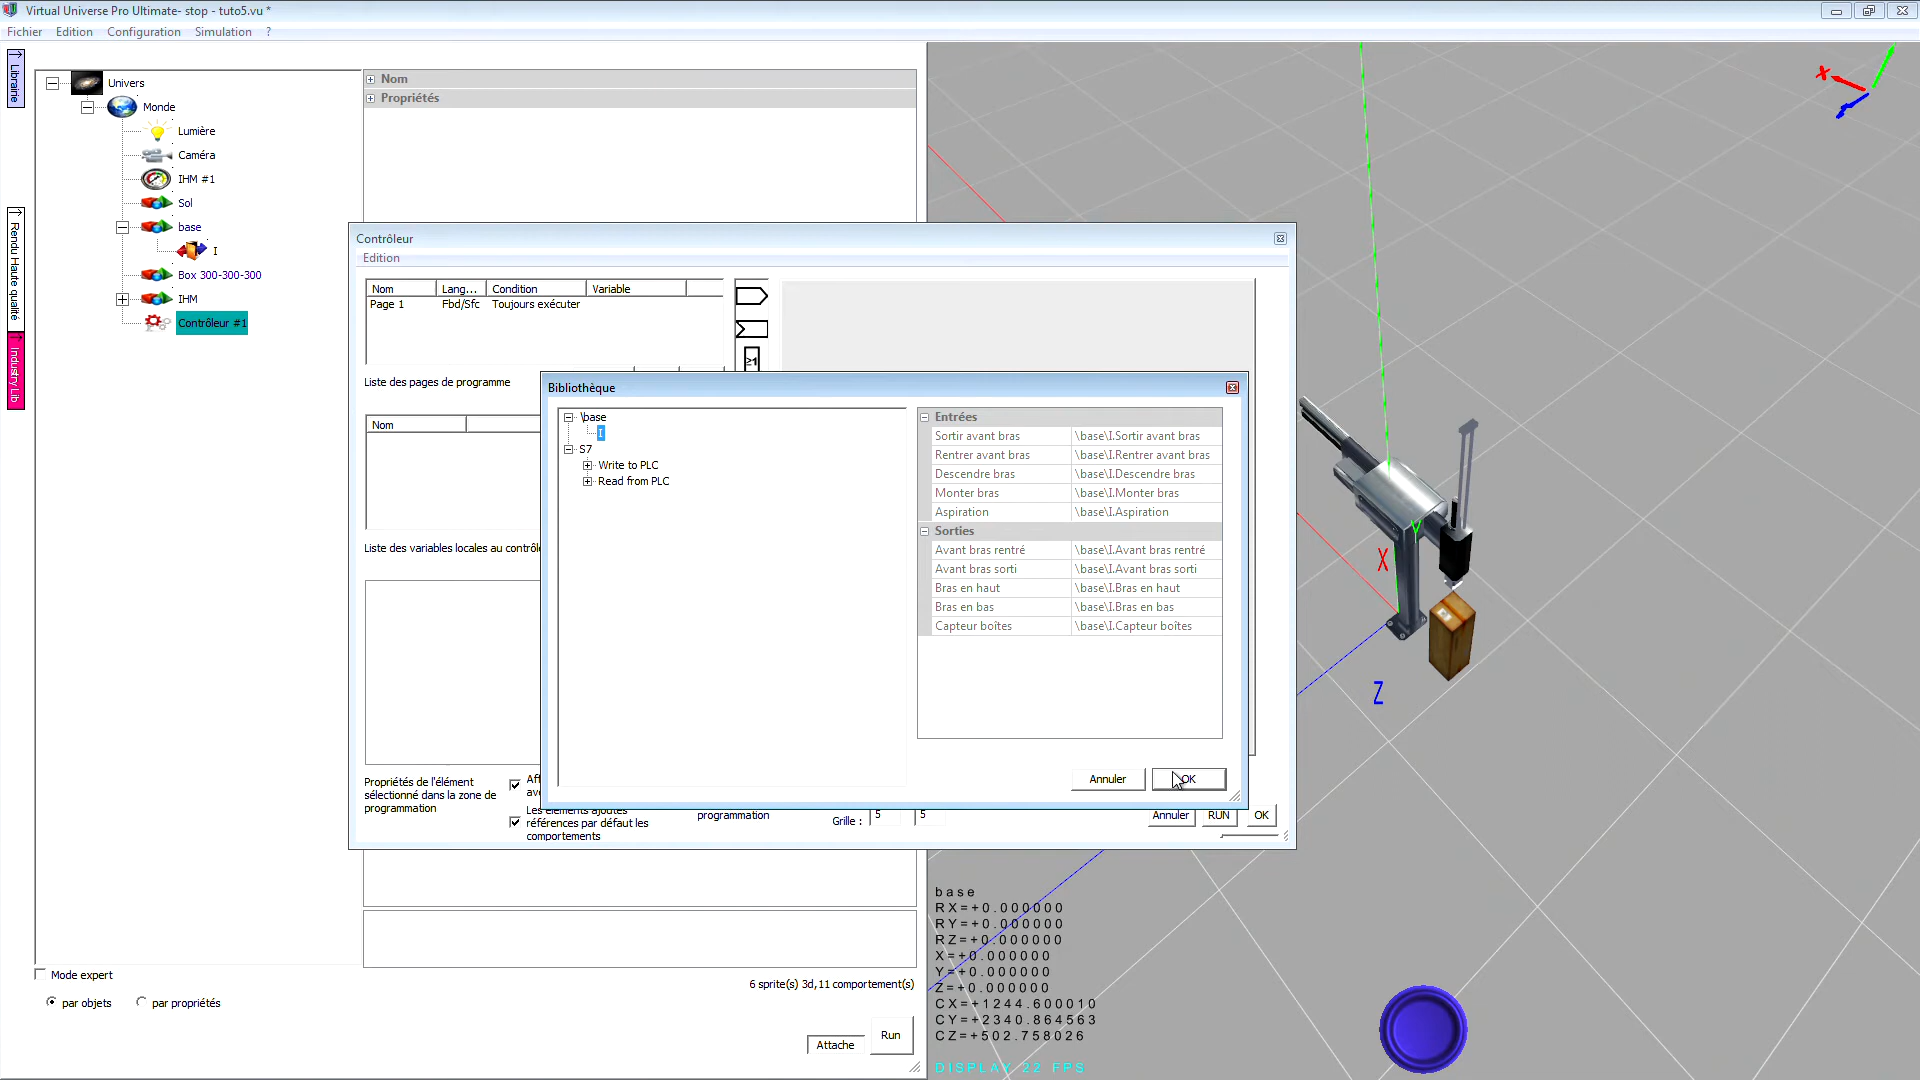 Virtual Universe Pro Ultimate- stop - tuto5.vu *
Fichier Edition Configuration Simulation ?
Librairie
Rendu Haute qualité
Industry Lib
Univers
Monde
Lumière
Caméra
IHM #1
Sol
base
I
Box 300-300-300
IHM
Contrôleur #1
Nom
Propriétés
Contrôleur
Edition
Nom Lang... Condition Variable
Page 1 Fbd/Sfc Toujours exécuter
≥1
Liste des pages de programme
Nom
Liste des variables locales au contrôle
Propriétés de l'élément
sélectionné dans la zone de
programmation
Aff
ave
Les éléments ajoutés
références par défaut les
comportements
programmation
Grille : 5 5
Annuler RUN OK
Bibliothèque
\base
I
S7
Write to PLC
Read from PLC
Entrées
Sortir avant bras \base\I.Sortir avant bras
Rentrer avant bras \base\I.Rentrer avant bras
Descendre bras \base\I.Descendre bras
Monter bras \base\I.Monter bras
Aspiration \base\I.Aspiration
Sorties
Avant bras rentré \base\I.Avant bras rentré
Avant bras sorti \base\I.Avant bras sorti
Bras en haut \base\I.Bras en haut
Bras en bas \base\I.Bras en bas
Capteur boîtes \base\I.Capteur boîtes
Annuler OK
X
Y
X
Z
base
RX=+0.000000
RY=+0.000000
RZ=+0.000000
X=+0.000000
Y=+0.000000
Z=+0.000000
CX=+1244.600010
CY=+2340.864563
CZ=+502.758026
DISPLAY 22 FPS
Mode expert
par objets par propriétés
6 sprite(s) 3d,11 comportement(s)
Attache Run